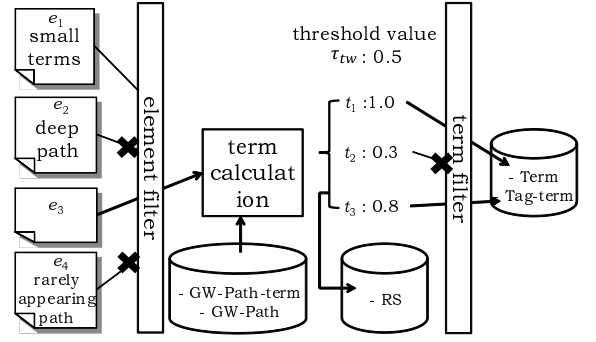 e1
small
terms
e2
deep
path
e3
e4
rarely
appearing
path
element filter
term
calculat
ion
- GW-Path-term
- GW-Path
threshold value
τtw : 0.5
t1 :1.0
t2 : 0.3
t3 : 0.8
- RS
term filter
- Term
- Tag-term